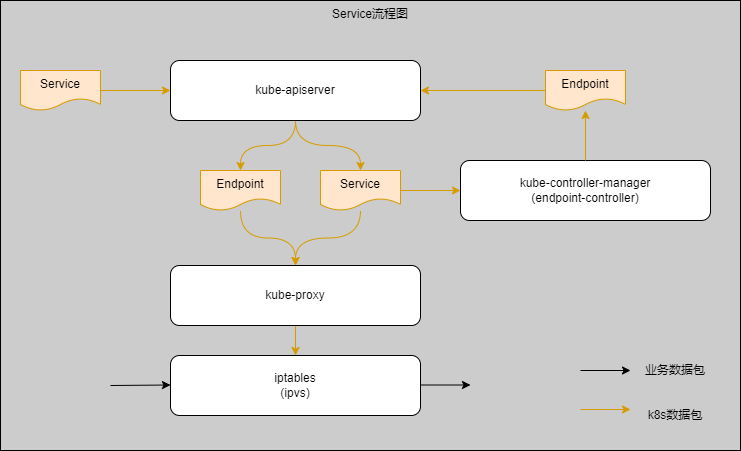 Service流程图
Service
kube-apiserver
Endpoint
Endpoint
Service
kube-controller-manager
(endpoint-controller)
kube-proxy
iptables
(ipvs)
业务数据包
k8s数据包